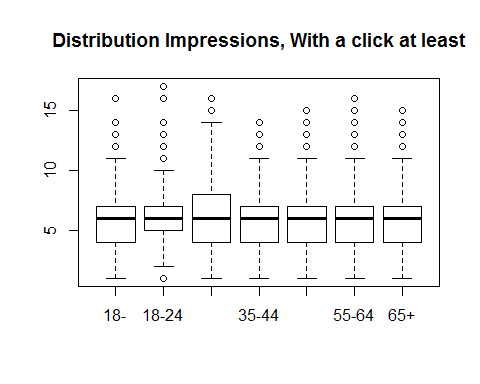 Distribution Impressions, With a click at least
15
10
5
18- 18-24 35-44 55-64 65+